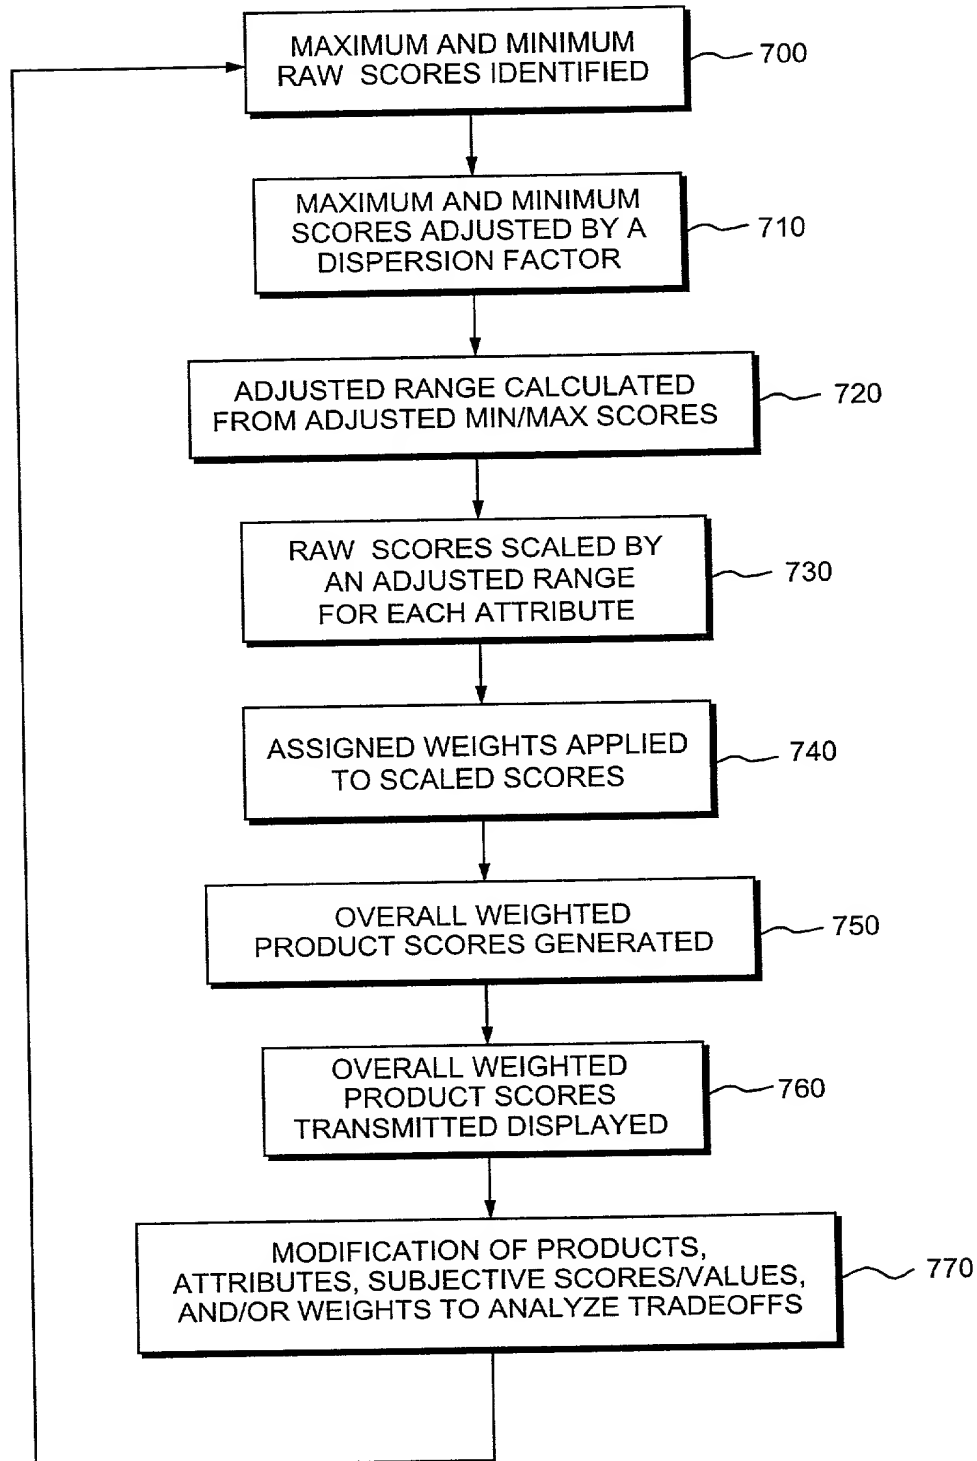 MAXIMUM AND MINIMUM
RAW SCORES IDENTIFIED
700
MAXIMUM AND MINIMUM
SCORES ADJUSTED BY A
DISPERSION FACTOR
710
ADJUSTED RANGE CALCULATED
FROM ADJUSTED MIN/MAX SCORES
720
RAW SCORES SCALED BY
AN ADJUSTED RANGE
FOR EACH ATTRIBUTE
730
ASSIGNED WEIGHTS APPLIED
TO SCALED SCORES
740
OVERALL WEIGHTED
PRODUCT SCORES GENERATED
750
OVERALL WEIGHTED
PRODUCT SCORES
TRANSMITTED DISPLAYED
760
MODIFICATION OF PRODUCTS,
ATTRIBUTES, SUBJECTIVE SCORES/VALUES,
AND/OR WEIGHTS TO ANALYZE TRADEOFFS
770